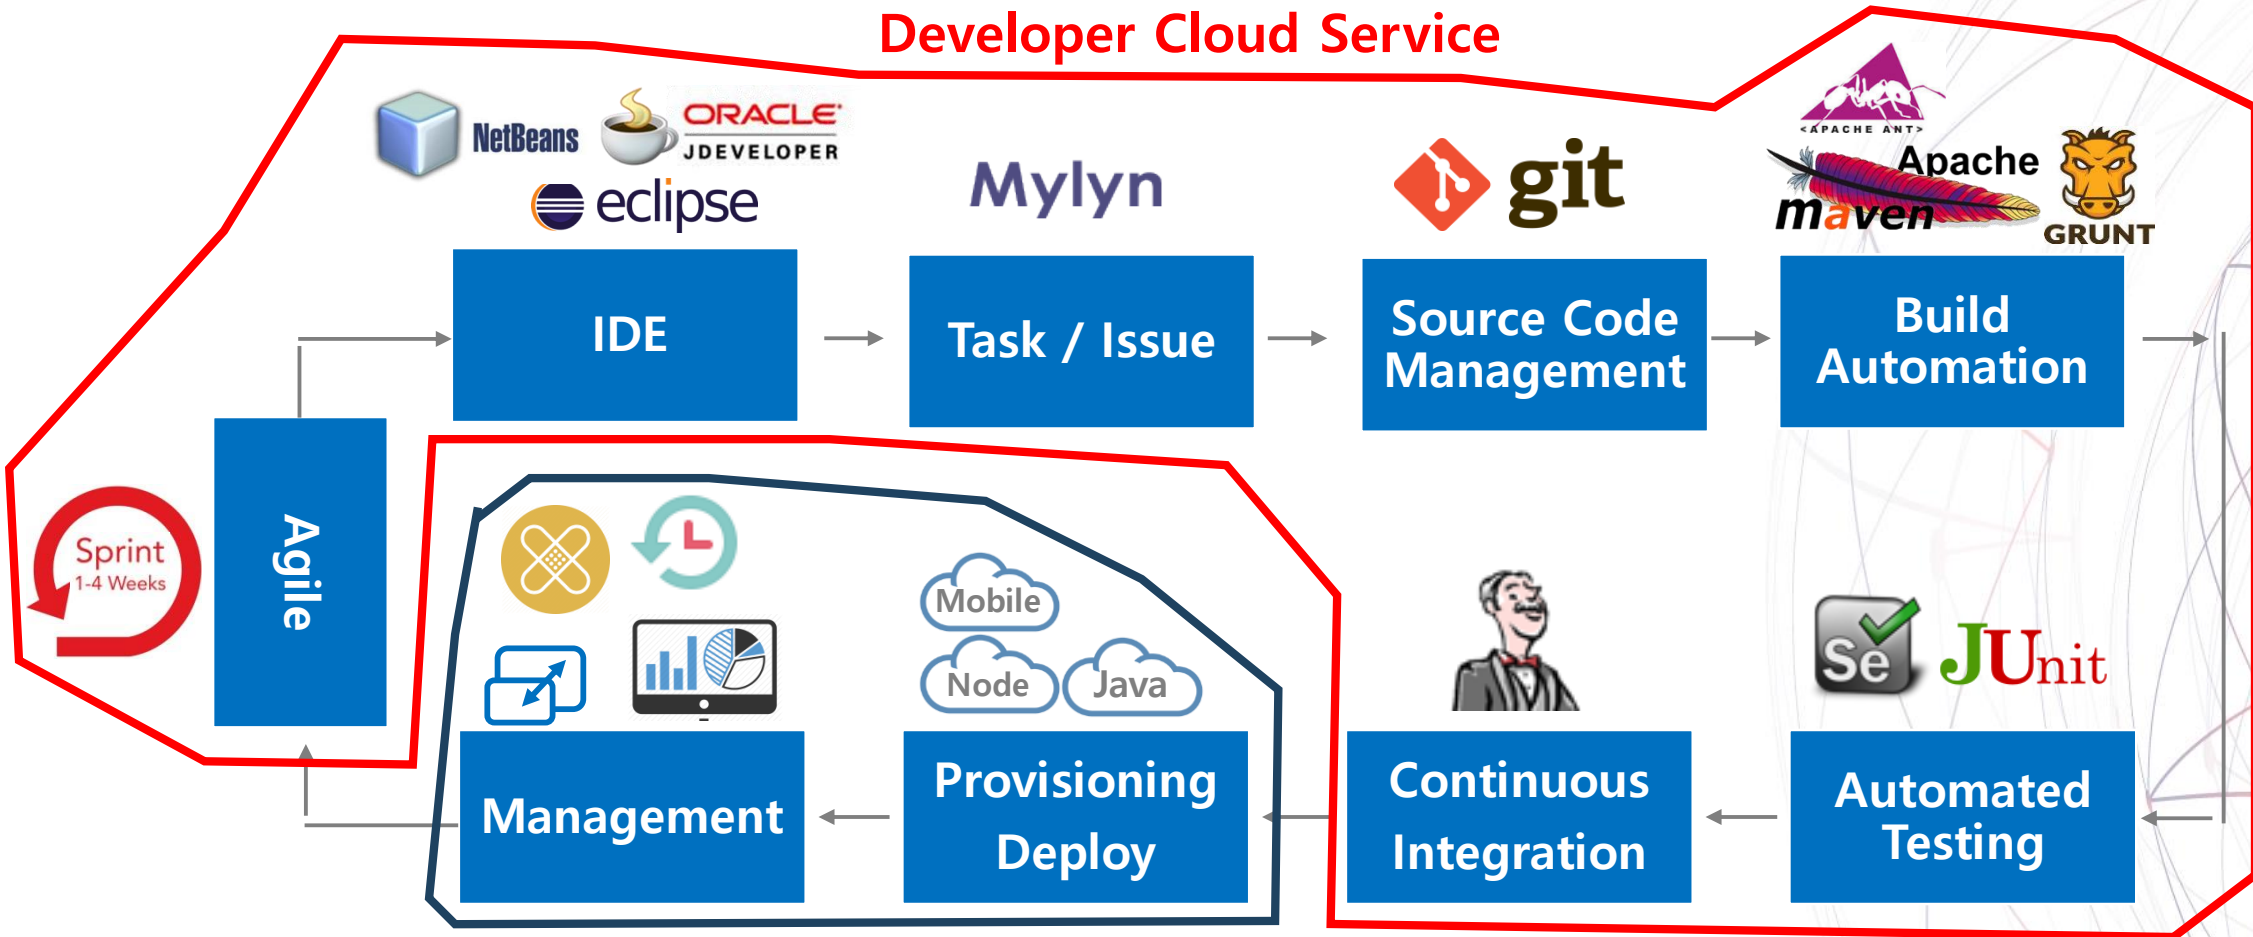 Developer Cloud Service
NetBeans
ORACLE
JDEVELOPER
eclipse
Mylyn
git
<APACHE ANT>
Apache
maven
GRUNT
IDE
Task / Issue
Source Code
Management
Build
Automation
Agile
Sprint
1-4 Weeks
Mobile
Node
Java
Se
JUnit
Management
Provisioning
Deploy
Continuous
Integration
Automated
Testing